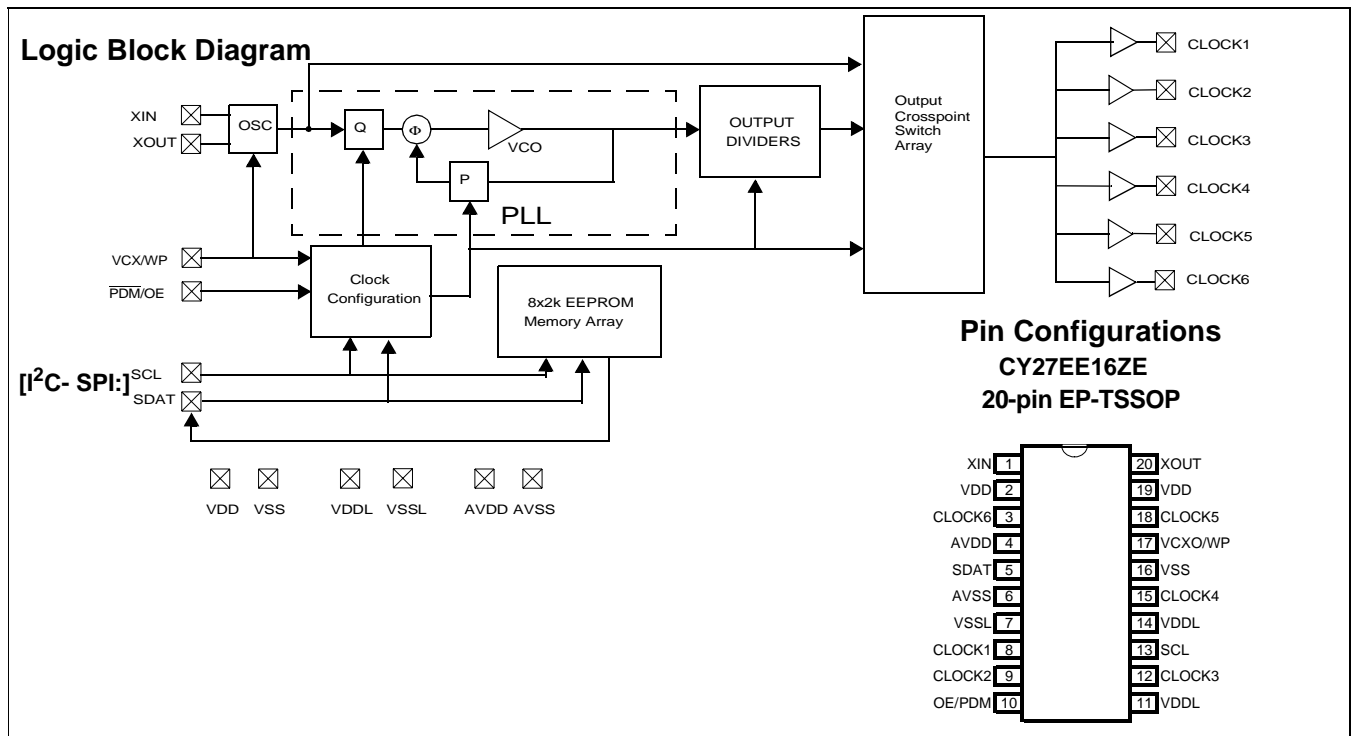 Logic Block Diagram
XIN
XOUT
OSC
Q
Φ
VCO
P
PLL
OUTPUT
DIVIDERS
Output
Crosspoint
Switch
Array
CLOCK1
CLOCK2
CLOCK3
CLOCK4
CLOCK5
CLOCK6
VCX/WP
PDM/OE
Clock
Configuration
8x2k EEPROM
Memory Array
[I²C- SPI:]
SCL
SDAT
VDD VSS VDDL VSSL AVDD AVSS
Pin Configurations
CY27EE16ZE
20-pin EP-TSSOP
XIN 1 20 XOUT
VDD 2 19 VDD
CLOCK6 3 18 CLOCK5
AVDD 4 17 VCXO/WP
SDAT 5 16 VSS
AVSS 6 15 CLOCK4
VSSL 7 14 VDDL
CLOCK1 8 13 SCL
CLOCK2 9 12 CLOCK3
OE/PDM 10 11 VDDL